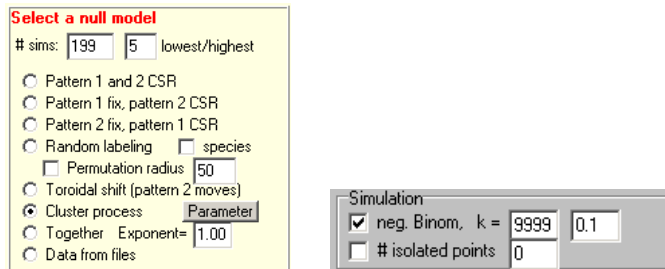 Select a null model
# sims: 199 5 lowest/highest
Pattern 1 and 2 CSR
Pattern 1 fix, pattern 2 CSR
Pattern 2 fix, pattern 1 CSR
Random labeling species
Permutation radius 50
Toroidal shift (pattern 2 moves)
Cluster process Parameter
Together Exponent= 1.00
Data from files
Simulation
neg. Binom, k = 9999 0.1
# isolated points 0